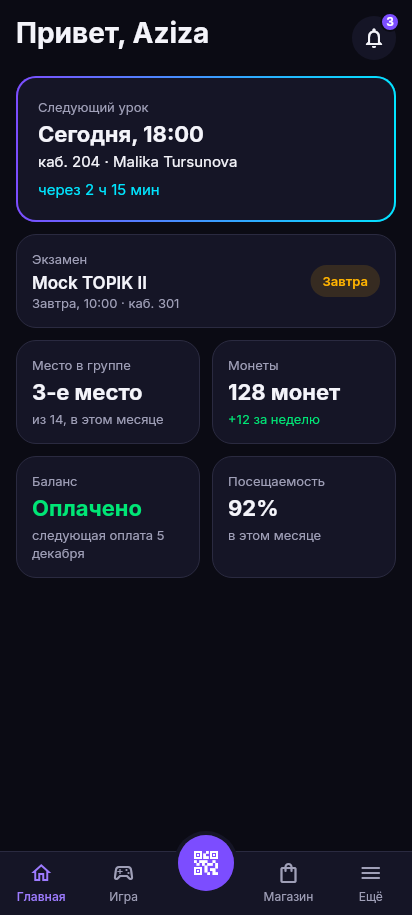 Привет, Aziza
3
Следующий урок
Сегодня, 18:00
каб. 204 · Malika Tursunova
через 2 ч 15 мин
Экзамен
Mock TOPIK II
Завтра, 10:00 · каб. 301
Завтра
Место в группе
3-е место
из 14, в этом месяце
Монеты
128 монет
+12 за неделю
Баланс
Оплачено
следующая оплата 5
декабря
Посещаемость
92%
в этом месяце
Главная
Игра
Магазин
Ещё